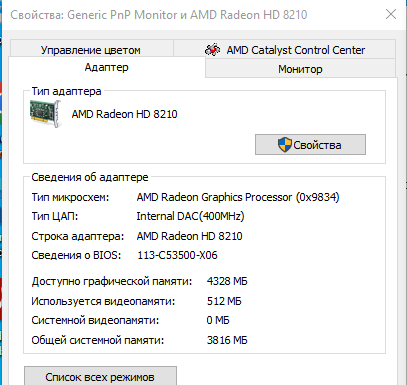 Свойства: Generic PnP Monitor и AMD Radeon HD 8210
Управление цветом
AMD Catalyst Control Center
Адаптер
Монитор
Тип адаптера
AMD Radeon HD 8210
Свойства
Сведения об адаптере
Тип микросхем: AMD Radeon Graphics Processor (0x9834)
Тип ЦАП: Internal DAC(400MHz)
Строка адаптера: AMD Radeon HD 8210
Сведения о BIOS: 113-C53500-X06
Доступно графической памяти: 4328 МБ
Используется видеопамяти: 512 МБ
Системной видеопамяти: 0 МБ
Общей системной памяти: 3816 МБ
Список всех режимов